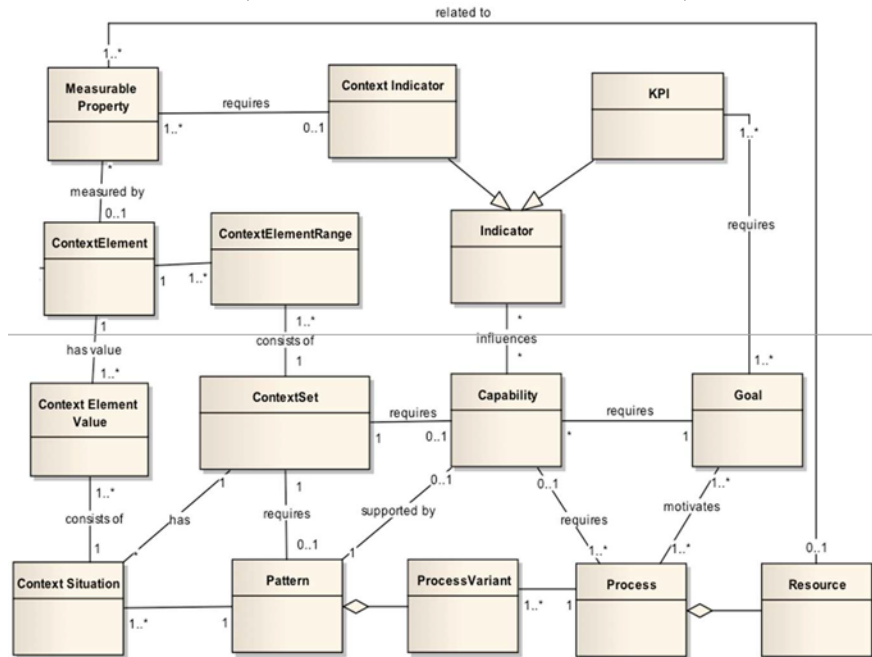 related to
1..*
Measurable
Property
Context Indicator
KPI
requires
1..*
0..1
1..*
*
measured by
0..1
requires
ContextElement
ContextElementRange
Indicator
1
1..*
1
has value
1..*
1..*
consists of
1
*
influences
*
1..*
Context Element
Value
ContextSet
Capability
Goal
requires
1
0..1
requires
*
1
1..*
consists of
1
1
has
*
1
requires
0..1
0..1
supported by
1
0..1
requires
1..*
1..*
motivates
1..*
0..1
Context Situation
Pattern
ProcessVariant
Process
Resource
1..*
1
1..*
1